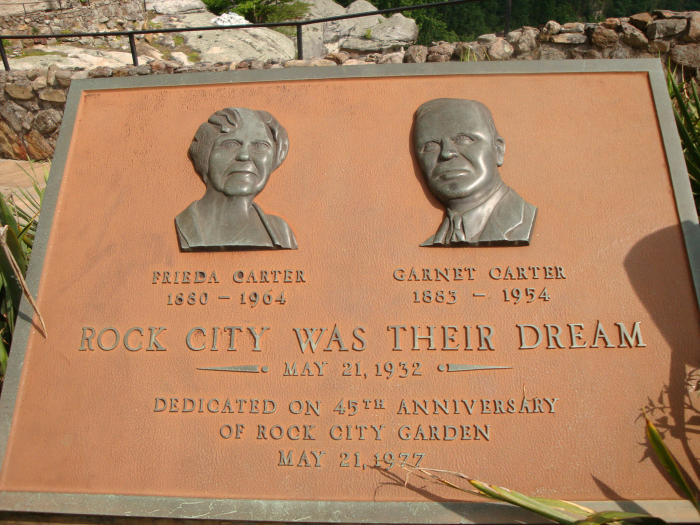 FRIEDA CARTER
1880 - 1964
GARNET CARTER
1883 - 1954
ROCK CITY WAS THEIR DREAM
MAY 21, 1932
DEDICATED ON 45TH ANNIVERSARY
OF ROCK CITY GARDEN
MAY 21, 1977